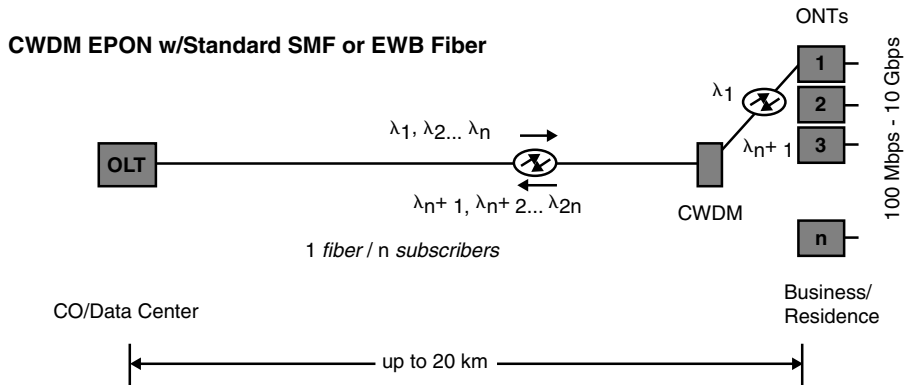 ONTs
CWDM EPON w/Standard SMF or EWB Fiber
1
λ1
2
λ1, λ2... λn
3
λn+ 1
OLT
100 Mbps - 10 Gbps
λn+ 1, λn+ 2... λ2n
CWDM
n
1 fiber / n subscribers
CO/Data Center
Business/
Residence
up to 20 km